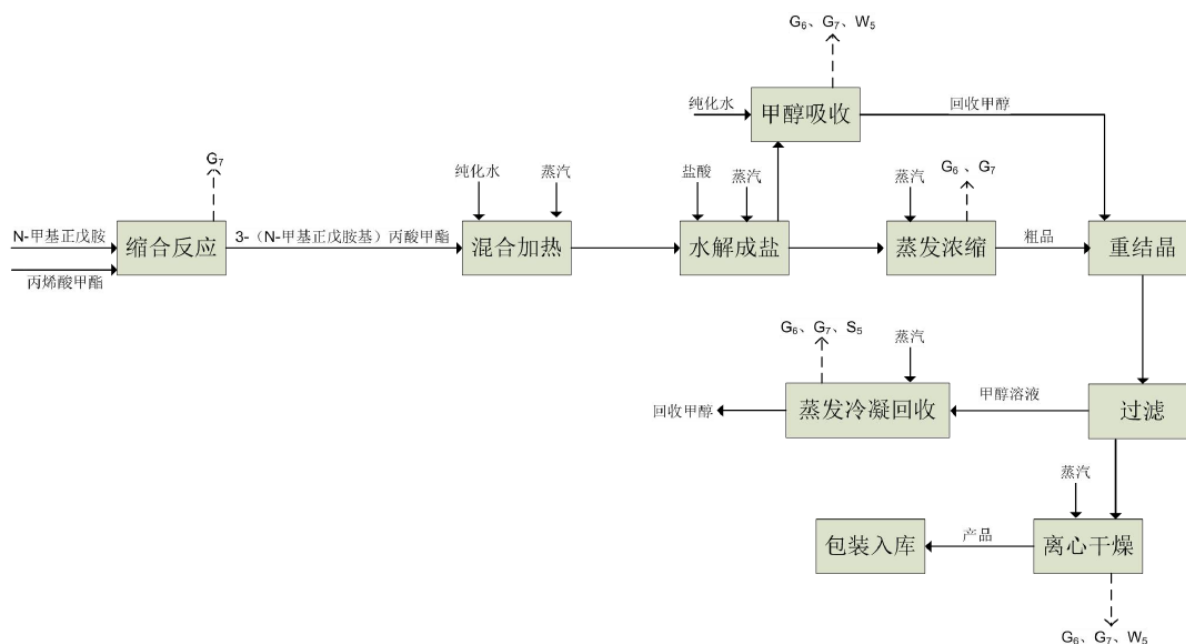 G₆、G₇、W₅
纯化水
甲醇吸收
回收甲醇
G₇
纯化水
蒸汽
盐酸
蒸汽
蒸汽
G₆、G₇
N-甲基正戊胺
丙烯酸甲酯
缩合反应
3-（N-甲基正戊胺基）丙酸甲酯
混合加热
水解成盐
蒸发浓缩
粗品
重结晶
G₆、G₇、S₅
蒸汽
回收甲醇
蒸发冷凝回收
甲醇溶液
过滤
蒸汽
包装入库
产品
离心干燥
G₆、G₇、W₅